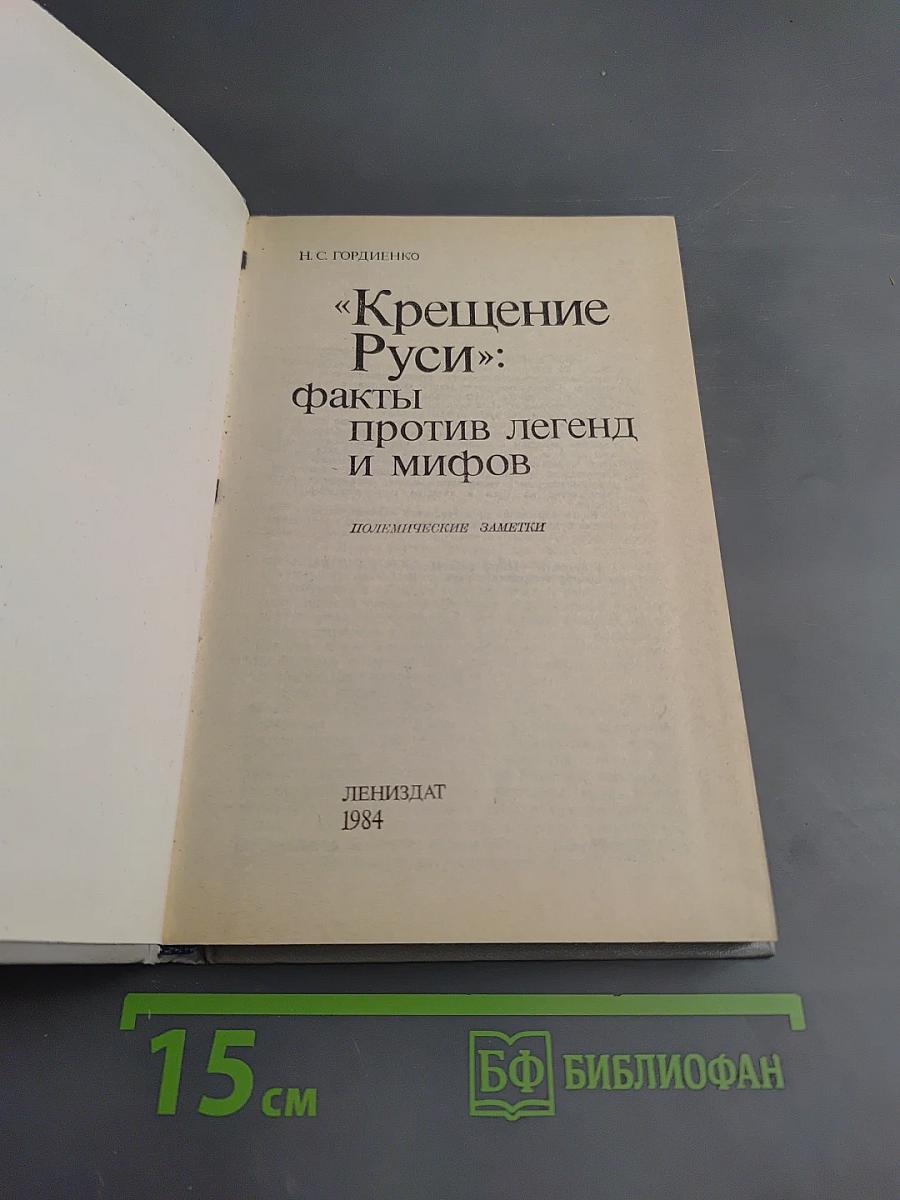 Н. С. ГОРДИЕНКО
«Крещение
Руси»:
факты
против легенд
и мифов
ПОЛЕМИЧЕСКИЕ ЗАМЕТКИ
ЛЕНИЗДАТ
1984
15 см
БФ БИБЛИОФАН